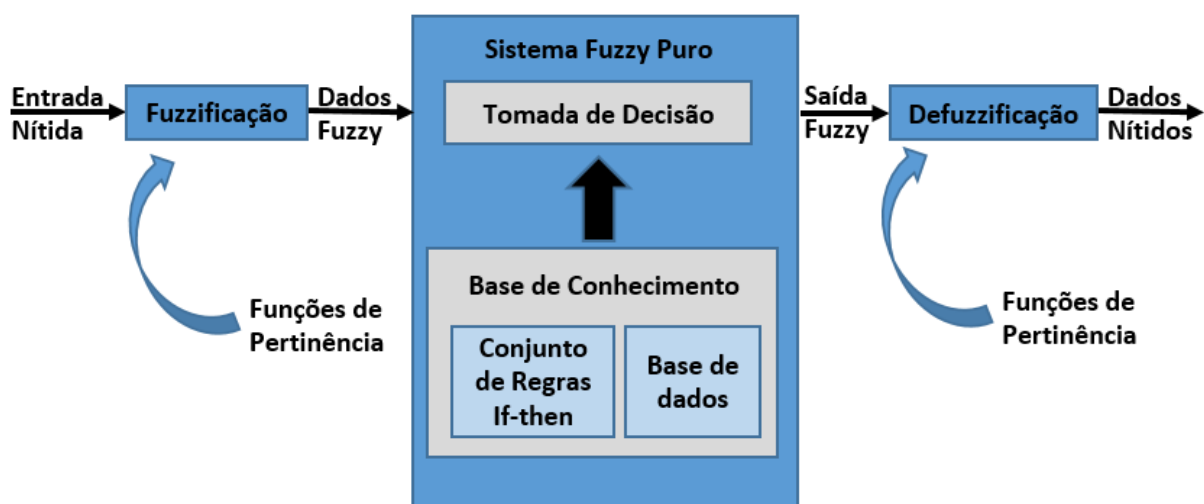 Entrada
Nítida
Fuzzificação
Dados
Fuzzy
Sistema Fuzzy Puro
Tomada de Decisão
Base de Conhecimento
Conjunto
de Regras
If-then
Base de
dados
Saída
Fuzzy
Defuzzificação
Dados
Nítidos
Funções de
Pertinência
Funções de
Pertinência